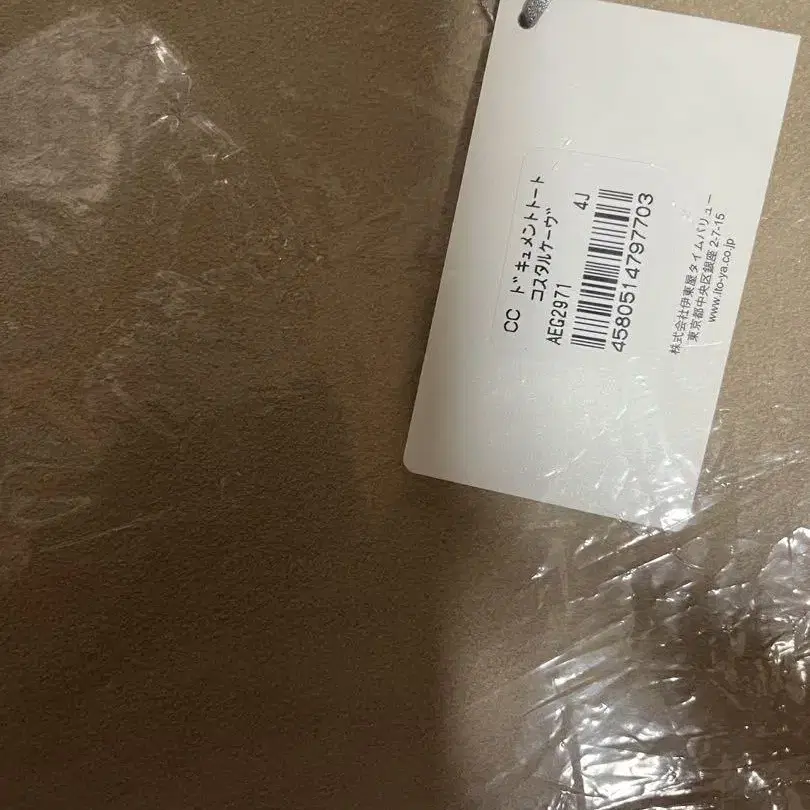 CC ドキュメントトート
コスタルケーヴ
AEG2971 4J
4580514797703
株式会社伊東屋タイムバリュー
東京都中央区銀座 2-7-15
www.ito-ya.co.jp